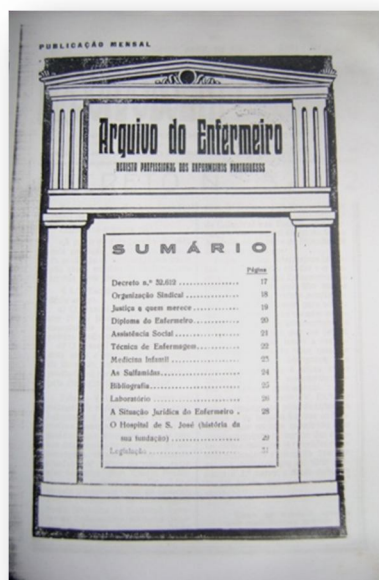 PUBLICAÇÃO MENSAL
Arquivo do Enfermeiro
REVISTA PROFISSIONAL DOS ENFERMEIROS PORTUGUESES
SUMÁRIO
Página
Decreto n.º 32.612 ................ 17
Organização Sindical ............... 18
Justiça a quem merece ............. 19
Diploma do Enfermeiro ............ 20
Assistência Social ................. 21
Técnica de Enfermagem ............ 22
Medicina Infantil .................. 23
As Sulfamidas ..................... 24
Bibliografia ....................... 25
Laboratório ....................... 26
A Situação Jurídica do Enfermeiro . 28
O Hospital de S. José (história da
sua fundação) ................... 29
Legislação ........................ 31